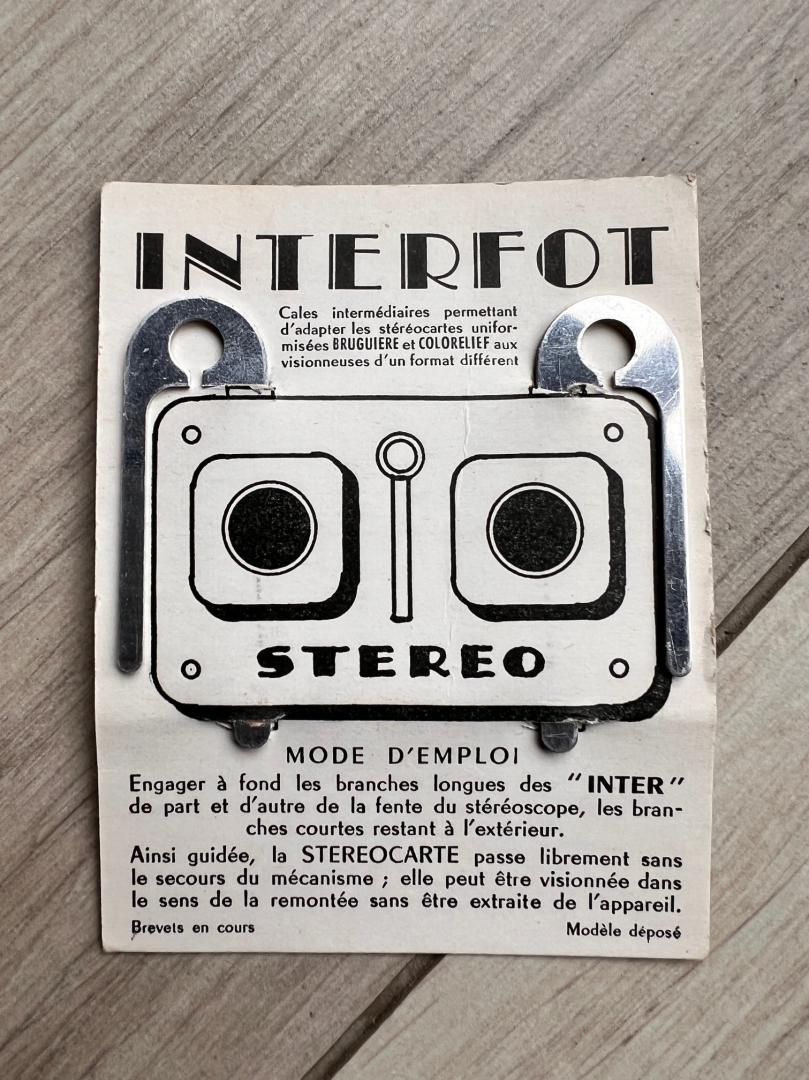 INTERFOT
Cales intermédiaires permettant
d'adapter les stéréocartes unifor-
misées BRUGUIERE et COLORELIEF aux
visionneuses d'un format différent
STEREO
MODE D'EMPLOI
Engager à fond les branches longues des "INTER"
de part et d'autre de la fente du stéréoscope, les bran-
ches courtes restant à l'extérieur.
Ainsi guidée, la STEREOCARTE passe librement sans
le secours du mécanisme ; elle peut être visionnée dans
le sens de la remontée sans être extraite de l'appareil.
Brevets en cours
Modèle déposé